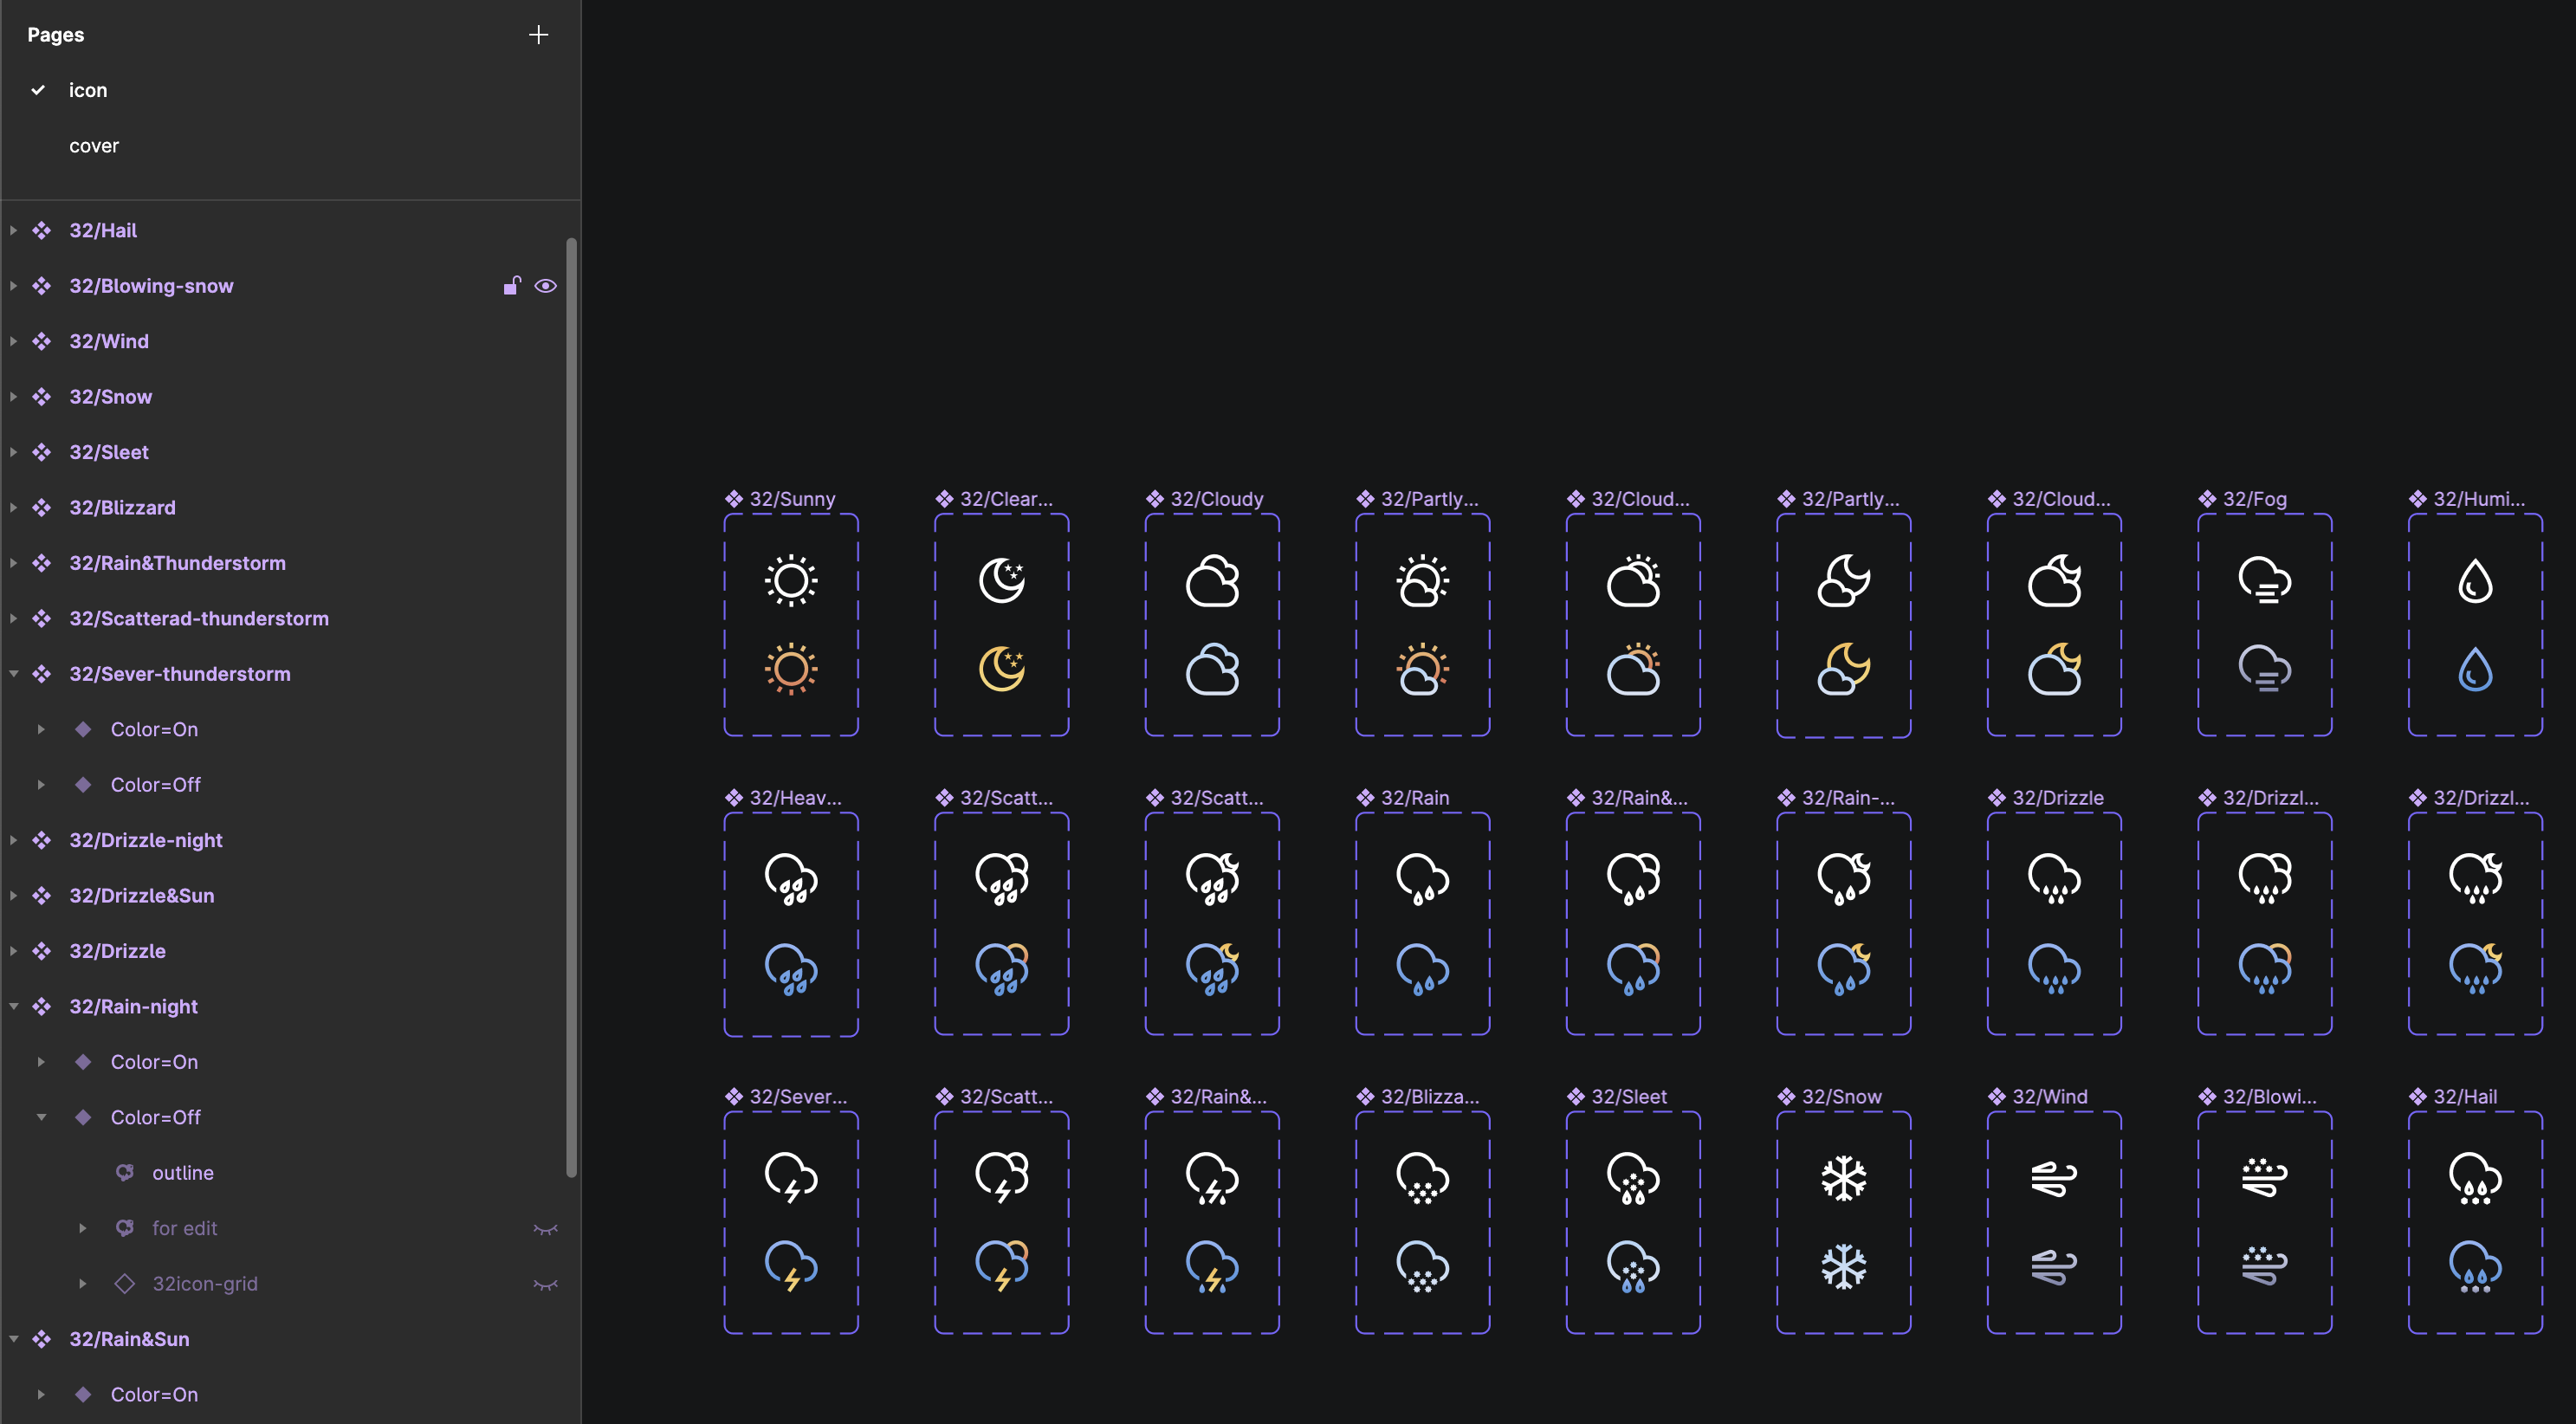 Pages
icon
cover
32/Hail
32/Blowing-snow
32/Wind
32/Snow
32/Sleet
32/Blizzard
32/Rain&Thunderstorm
32/Scatterad-thunderstorm
32/Sever-thunderstorm
Color=On
Color=Off
32/Drizzle-night
32/Drizzle&Sun
32/Drizzle
32/Rain-night
Color=On
Color=Off
outline
for edit
32icon-grid
32/Rain&Sun
Color=On
32/Sunny
32/Clear...
32/Cloudy
32/Partly...
32/Cloud...
32/Partly...
32/Cloud...
32/Fog
32/Humi...
32/Heav...
32/Scatt...
32/Scatt...
32/Rain
32/Rain&...
32/Rain-...
32/Drizzle
32/Drizzl...
32/Drizzl...
32/Sever...
32/Scatt...
32/Rain&...
32/Blizza...
32/Sleet
32/Snow
32/Wind
32/Blowi...
32/Hail